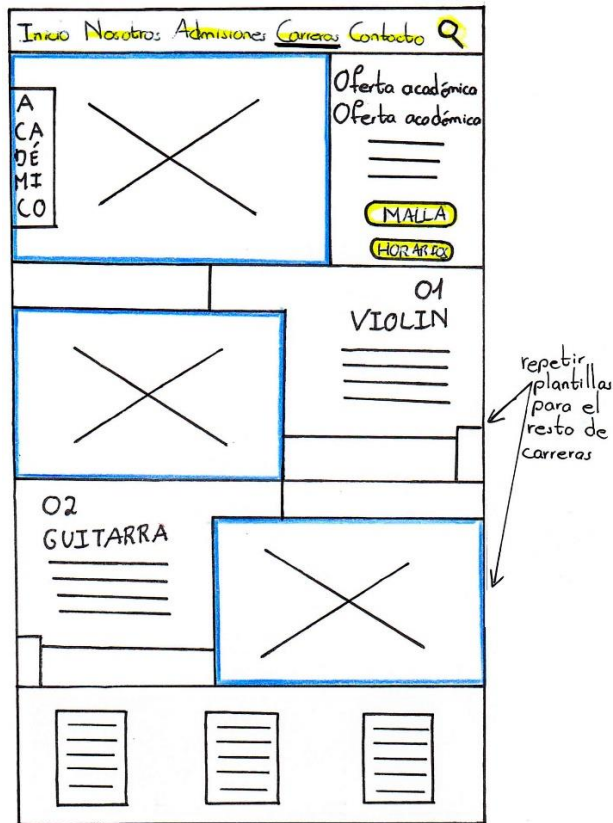 Inicio Nosotros Admisiones Carreras Contacto
A
CA
DÉ
MI
CO
Oferta académica
Oferta académica
MALLA
HORARIOS
01
VIOLIN
repetir
plantillas
para el
resto de
carreras
02
GUITARRA